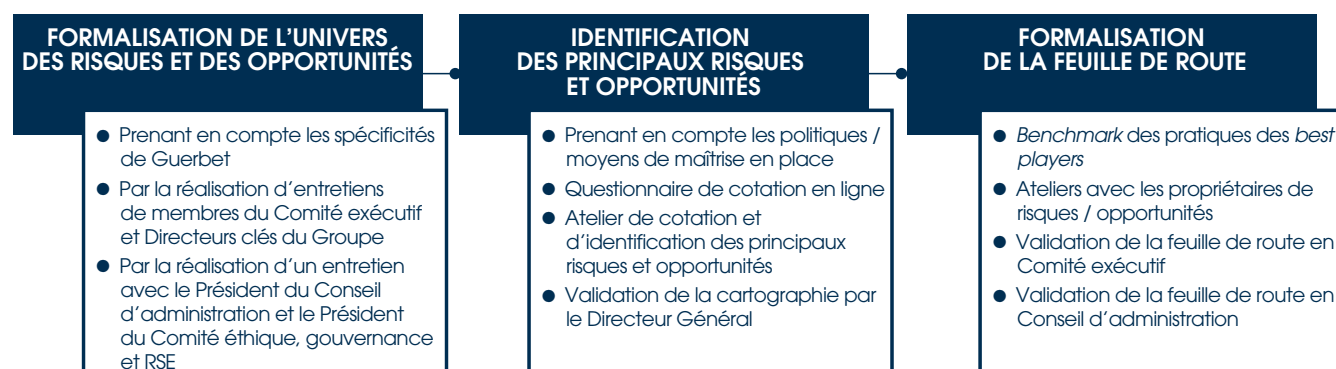 FORMALISATION DE L'UNIVERS
DES RISQUES ET DES OPPORTUNITÉS
● Prenant en compte les spécificités
de Guerbet
● Par la réalisation d'entretiens
de membres du Comité exécutif
et Directeurs clés du Groupe
● Par la réalisation d'un entretien
avec le Président du Conseil
d'administration et le Président
du Comité éthique, gouvernance
et RSE
IDENTIFICATION
DES PRINCIPAUX RISQUES
ET OPPORTUNITÉS
● Prenant en compte les politiques /
moyens de maîtrise en place
● Questionnaire de cotation en ligne
● Atelier de cotation et
d'identification des principaux
risques et opportunités
● Validation de la cartographie par
le Directeur Général
FORMALISATION
DE LA FEUILLE DE ROUTE
● Benchmark des pratiques des best
players
● Ateliers avec les propriétaires de
risques / opportunités
● Validation de la feuille de route en
Comité exécutif
● Validation de la feuille de route en
Conseil d'administration